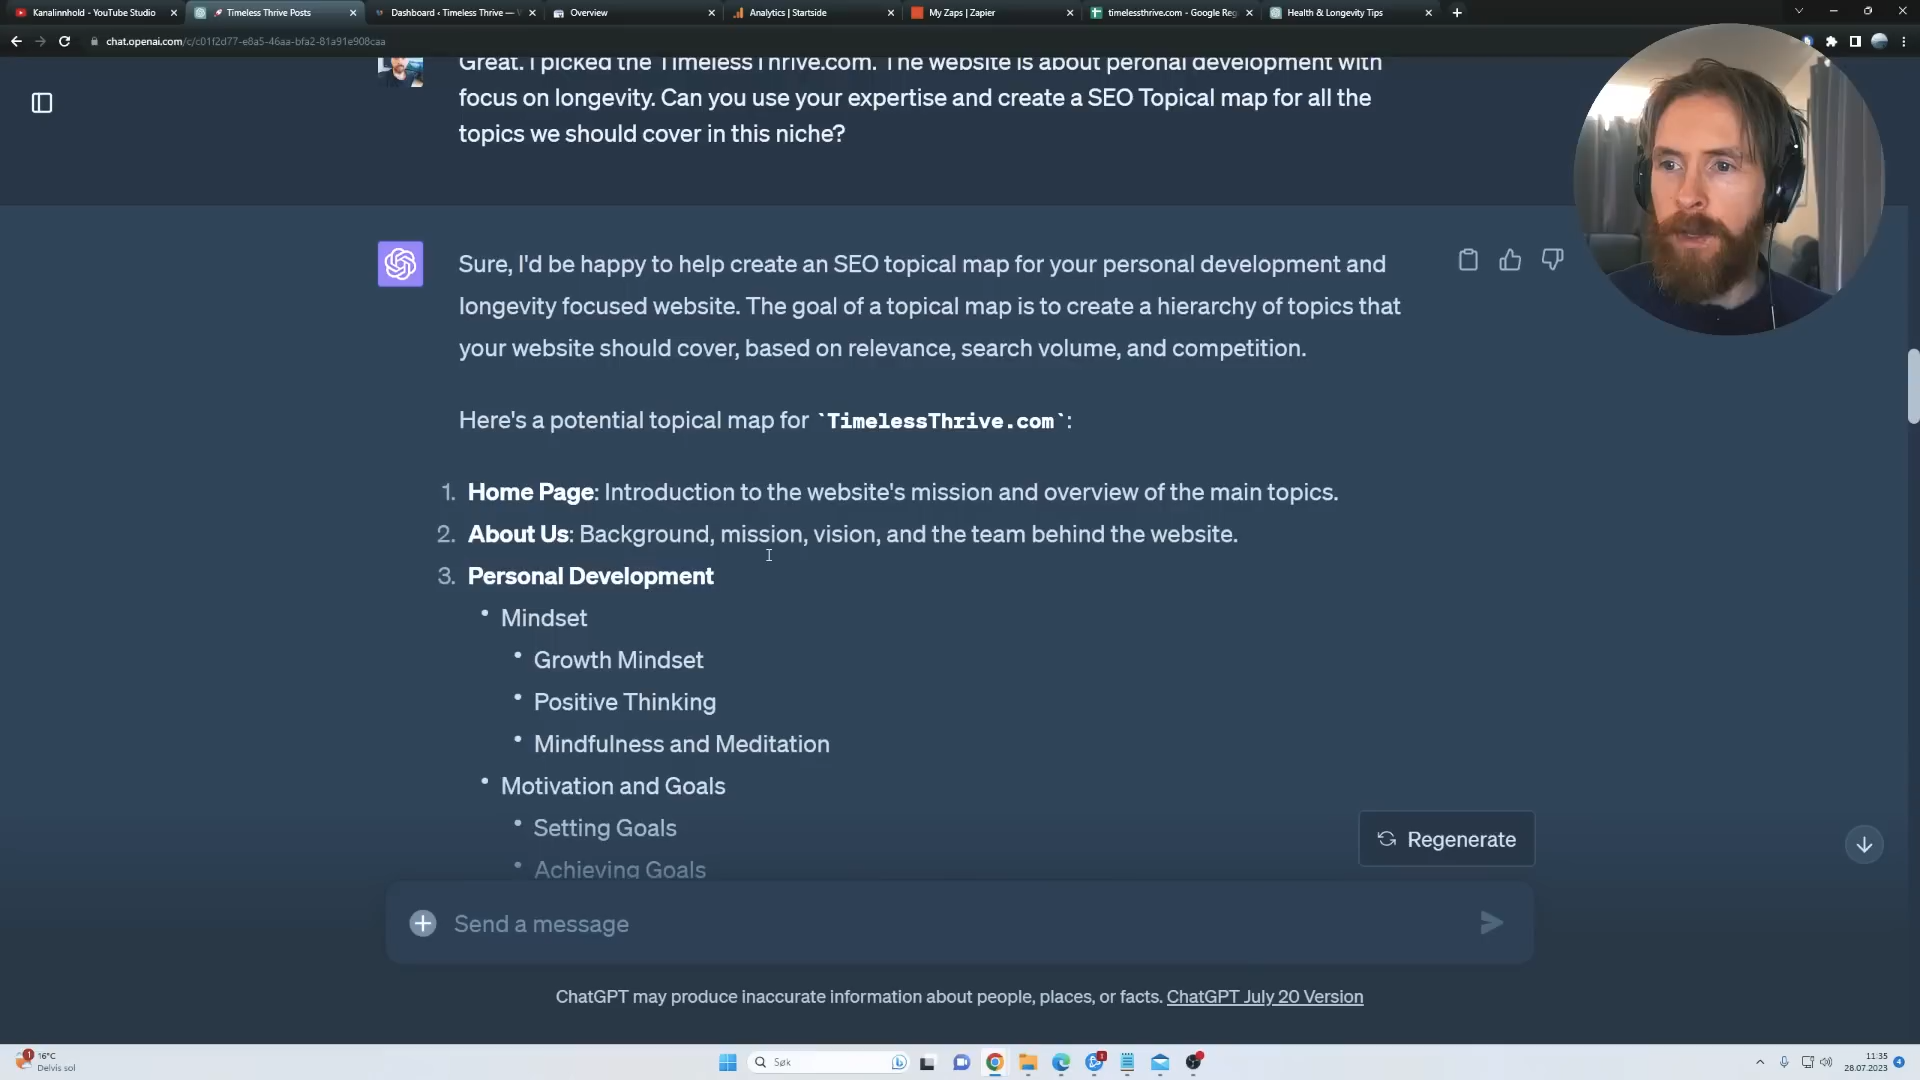 Kanalinnhold - YouTube Studio
Timeless Thrive Posts
Dashboard ‹ Timeless Thrive —
Overview
Analytics | Startside
My Zaps | Zapier
timelessthrive.com - Google Reg
Health & Longevity Tips
chat.openai.com/c/c01f2d77-e8a5-46aa-bfa2-81a91e908caa
Great. I picked the TimelessThrive.com. The website is about peronal development with
focus on longevity. Can you use your expertise and create a SEO Topical map for all the
topics we should cover in this niche?
Sure, I'd be happy to help create an SEO topical map for your personal development and
longevity focused website. The goal of a topical map is to create a hierarchy of topics that
your website should cover, based on relevance, search volume, and competition.
Here's a potential topical map for `TimelessThrive.com`:
1. Home Page: Introduction to the website's mission and overview of the main topics.
2. About Us: Background, mission, vision, and the team behind the website.
3. Personal Development
• Mindset
• Growth Mindset
• Positive Thinking
• Mindfulness and Meditation
• Motivation and Goals
• Setting Goals
• Achieving Goals
Regenerate
Send a message
ChatGPT may produce inaccurate information about people, places, or facts. ChatGPT July 20 Version
16°C
Delvis sol
Søk
11:35
28.07.2023